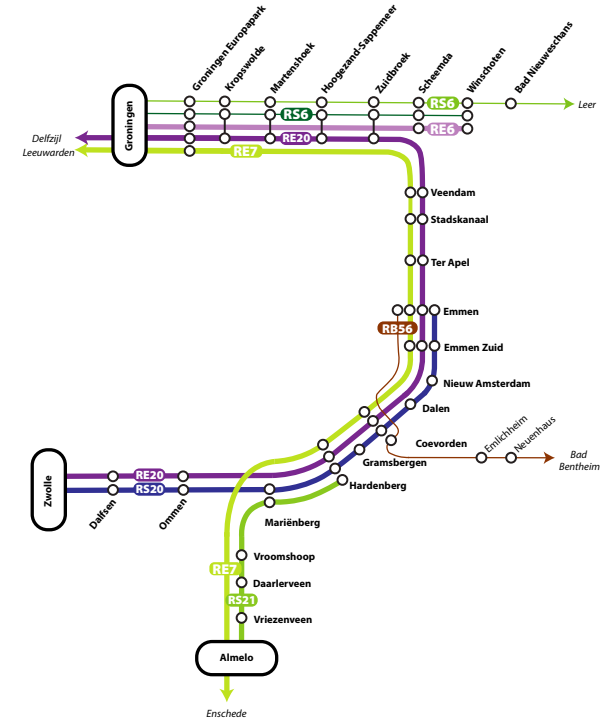 Groningen Europapark
Kropswolde
Martenshoek
Hoogezand-Sappemeer
Zuidbroek
Scheemda
Winschoten
Bad Nieuweschans
Groningen
RS6
Leer
RS6
RE6
Delfzijl
Leeuwarden
RE20
RE7
Veendam
Stadskanaal
Ter Apel
Emmen
RB56
Emmen Zuid
Nieuw Amsterdam
Dalen
Coevorden
Emlichheim
Neuenhaus
Bad
Bentheim
Gramsbergen
Hardenberg
Zwolle
RE20
RS20
Dalfsen
Ommen
Mariënberg
Vroomshoop
RE7
Daarlerveen
RS21
Vriezenveen
Almelo
Enschede